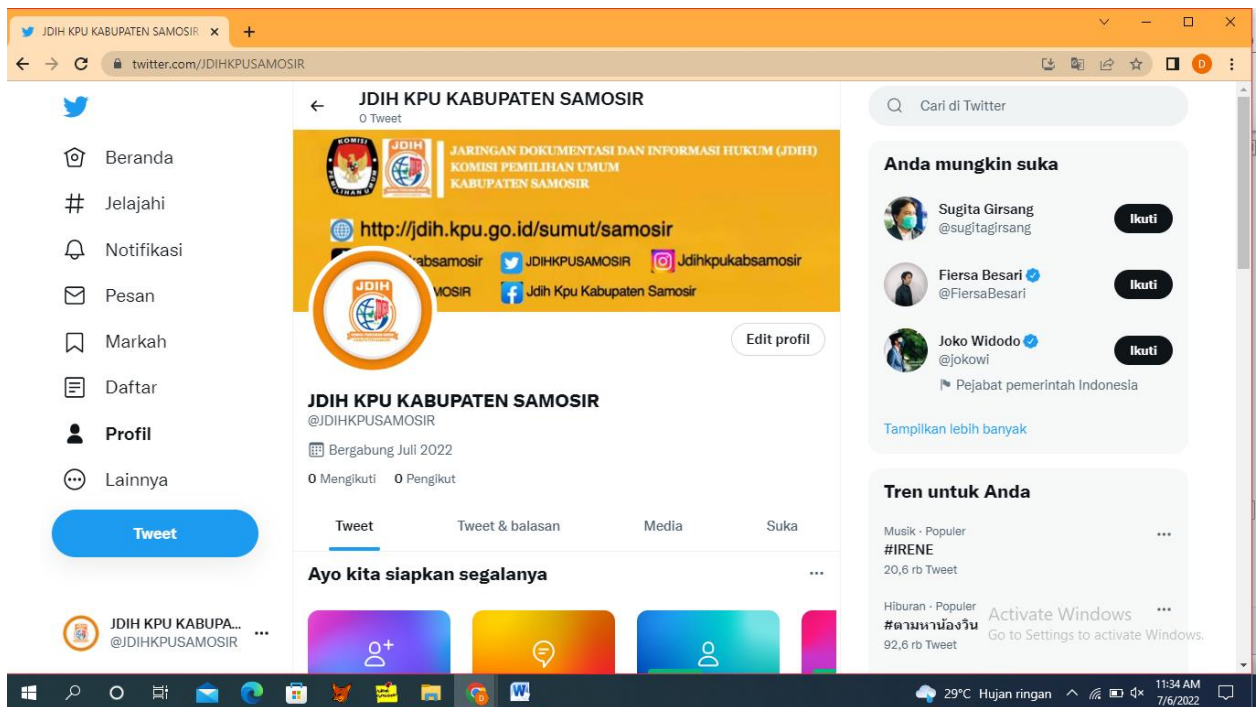 JDIH KPU KABUPATEN SAMOSIR
twitter.com/JDIHKPUSAMOSIR
D
Beranda
Jelajahi
Notifikasi
Pesan
Markah
Daftar
Profil
Lainnya
Tweet
JDIH KPU KABUPA...
@JDIHKPUSAMOSIR
JDIH KPU KABUPATEN SAMOSIR
0 Tweet
KOMISI
PEMILIHAN UMUM
JDIH
JARINGAN DOKUMENTASI DAN INFORMASI HUKUM (JDIH)
KOMISI PEMILIHAN UMUM
KABUPATEN SAMOSIR
http://jdih.kpu.go.id/sumut/samosir
kabsamosir
JDIHKPUSAMOSIR
Jdihkpukabsamosir
MOSIR
Jdih Kpu Kabupaten Samosir
JDIH
Edit profil
JDIH KPU KABUPATEN SAMOSIR
@JDIHKPUSAMOSIR
Bergabung Juli 2022
0 Mengikuti 0 Pengikut
Tweet Tweet & balasan Media Suka
Ayo kita siapkan segalanya
Cari di Twitter
Anda mungkin suka
Sugita Girsang
@sugitagirsang
Ikuti
Fiersa Besari
@FiersaBesari
Ikuti
Joko Widodo
@jokowi
Ikuti
Pejabat pemerintah Indonesia
Tampilkan lebih banyak
Tren untuk Anda
Musik · Populer
#IRENE
20,6 rb Tweet
Hiburan · Populer
#ตามหาน้องวิน
92,6 rb Tweet
Activate Windows
Go to Settings to activate Windows.
29°C Hujan ringan
11:34 AM
7/6/2022